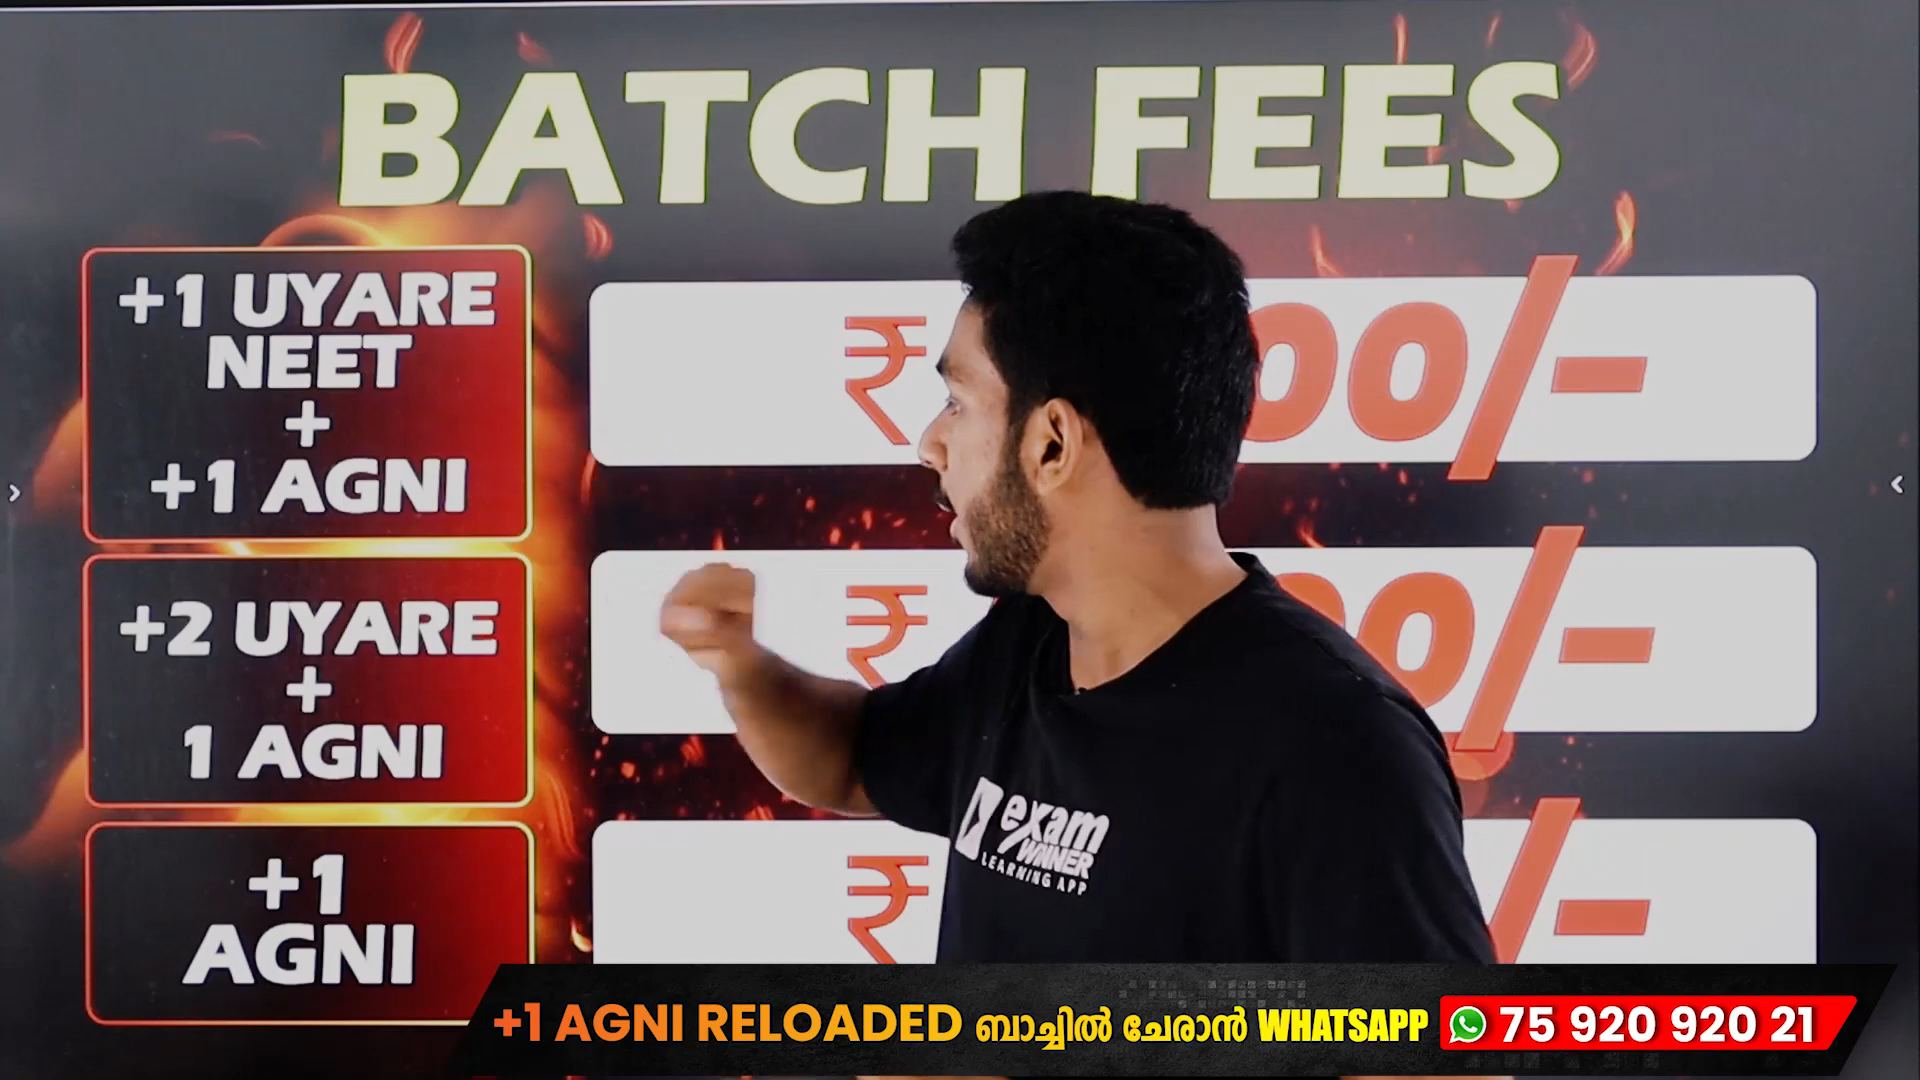 BATCH FEES
+1 UYARE
NEET
+
+1 AGNI
₹ 00/-
+2 UYARE
+
1 AGNI
₹ 00/-
+1
AGNI
₹ /-
exam
WINNER
LEARNING APP
+1 AGNI RELOADED ബാച്ചിൽ ചേരാൻ WHATSAPP 75 920 920 21